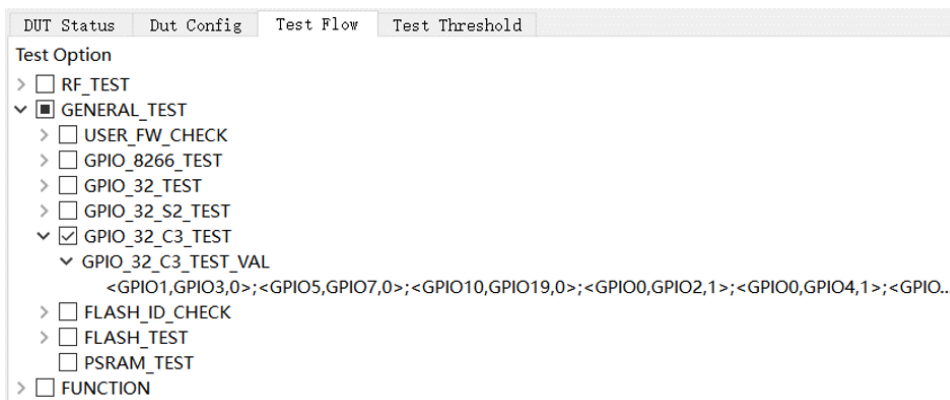 DUT Status Dut Config Test Flow Test Threshold
Test Option
RF_TEST
GENERAL_TEST
USER_FW_CHECK
GPIO_8266_TEST
GPIO_32_TEST
GPIO_32_S2_TEST
GPIO_32_C3_TEST
GPIO_32_C3_TEST_VAL
<GPIO1,GPIO3,0>;<GPIO5,GPIO7,0>;<GPIO10,GPIO19,0>;<GPIO0,GPIO2,1>;<GPIO0,GPIO4,1>;<GPIO...
FLASH_ID_CHECK
FLASH_TEST
PSRAM_TEST
FUNCTION